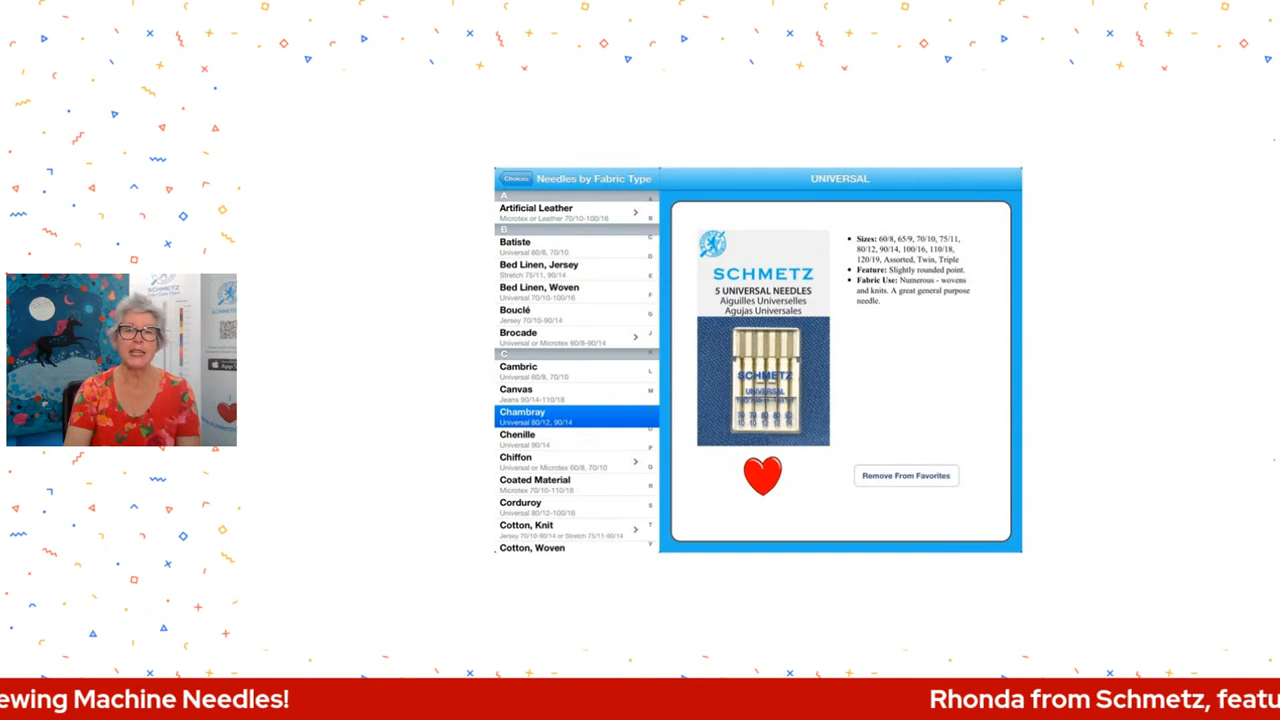 Choices
Needles by Fabric Type
UNIVERSAL
A
Artificial Leather
Microtex or Leather 70/10-100/16
B
Batiste
Universal 60/8, 70/10
Bed Linen, Jersey
Stretch 75/11, 90/14
Bed Linen, Woven
Universal 70/10-100/16
Bouclé
Jersey 70/10-90/14
Brocade
Universal or Microtex 60/8-90/14
C
Cambric
Universal 60/8, 70/10
Canvas
Jeans 90/14-110/18
Chambray
Universal 80/12, 90/14
Chenille
Universal 90/14
Chiffon
Universal or Microtex 60/8, 70/10
Coated Material
Microtex 70/10-110/18
Corduroy
Universal 80/12-100/16
Cotton, Knit
Jersey 70/10-90/14 or Stretch 75/11-90/14
Cotton, Woven
SCHMETZ
5 UNIVERSAL NEEDLES
Aiguilles Universelles
Agujas Universales
SCHMETZ
UNIVERSAL
• Sizes: 60/8, 65/9, 70/10, 75/11,
80/12, 90/14, 100/16, 110/18,
120/19, Assorted, Twin, Triple
• Feature: Slightly rounded point.
• Fabric Use: Numerous - wovens
and knits. A great general purpose
needle.
Remove From Favorites
SCHMETZ
ewing Machine Needles!
Rhonda from Schmetz, featu